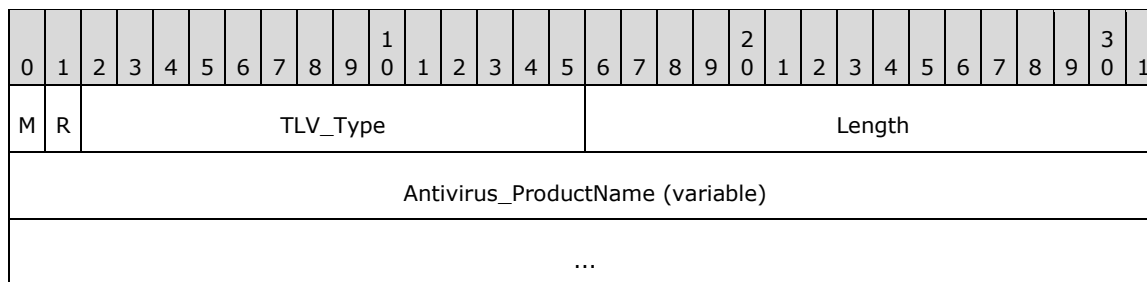 1 2 3
0 1 2 3 4 5 6 7 8 9 0 1 2 3 4 5 6 7 8 9 0 1 2 3 4 5 6 7 8 9 0 1
M R TLV_Type Length
Antivirus_ProductName (variable)
...